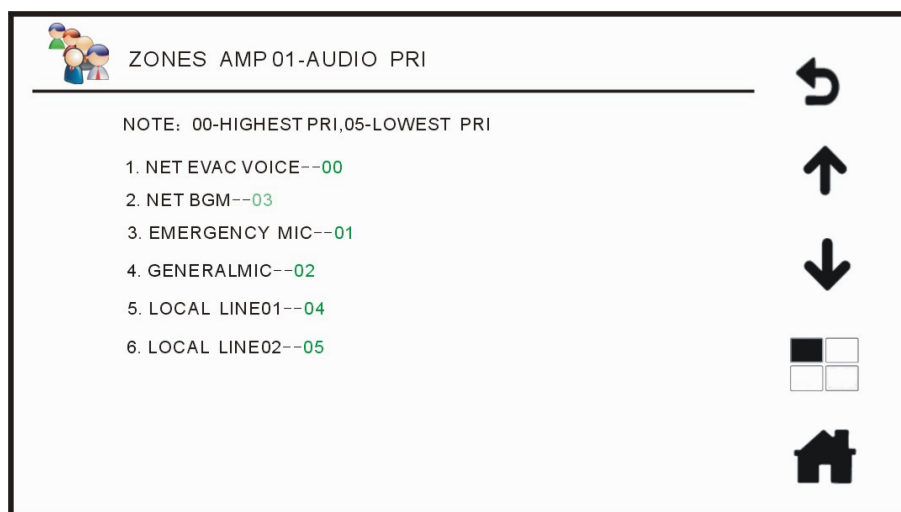 ZONES AMP 01-AUDIO PRI
NOTE: 00-HIGHEST PRI,05-LOWEST PRI
1. NET EVAC VOICE--00
2. NET BGM--03
3. EMERGENCY MIC--01
4. GENERALMIC--02
5. LOCAL LINE01--04
6. LOCAL LINE02--05